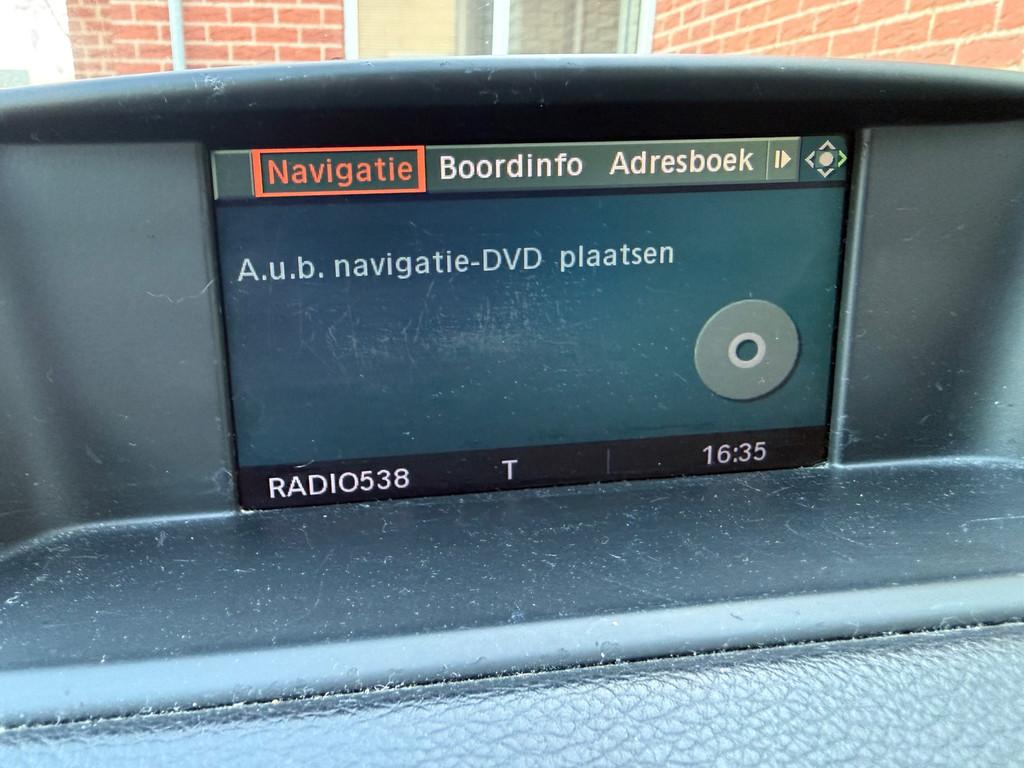 Navigatie Boordinfo Adresboek
A.u.b. navigatie-DVD plaatsen
RADIO538 T 16:35